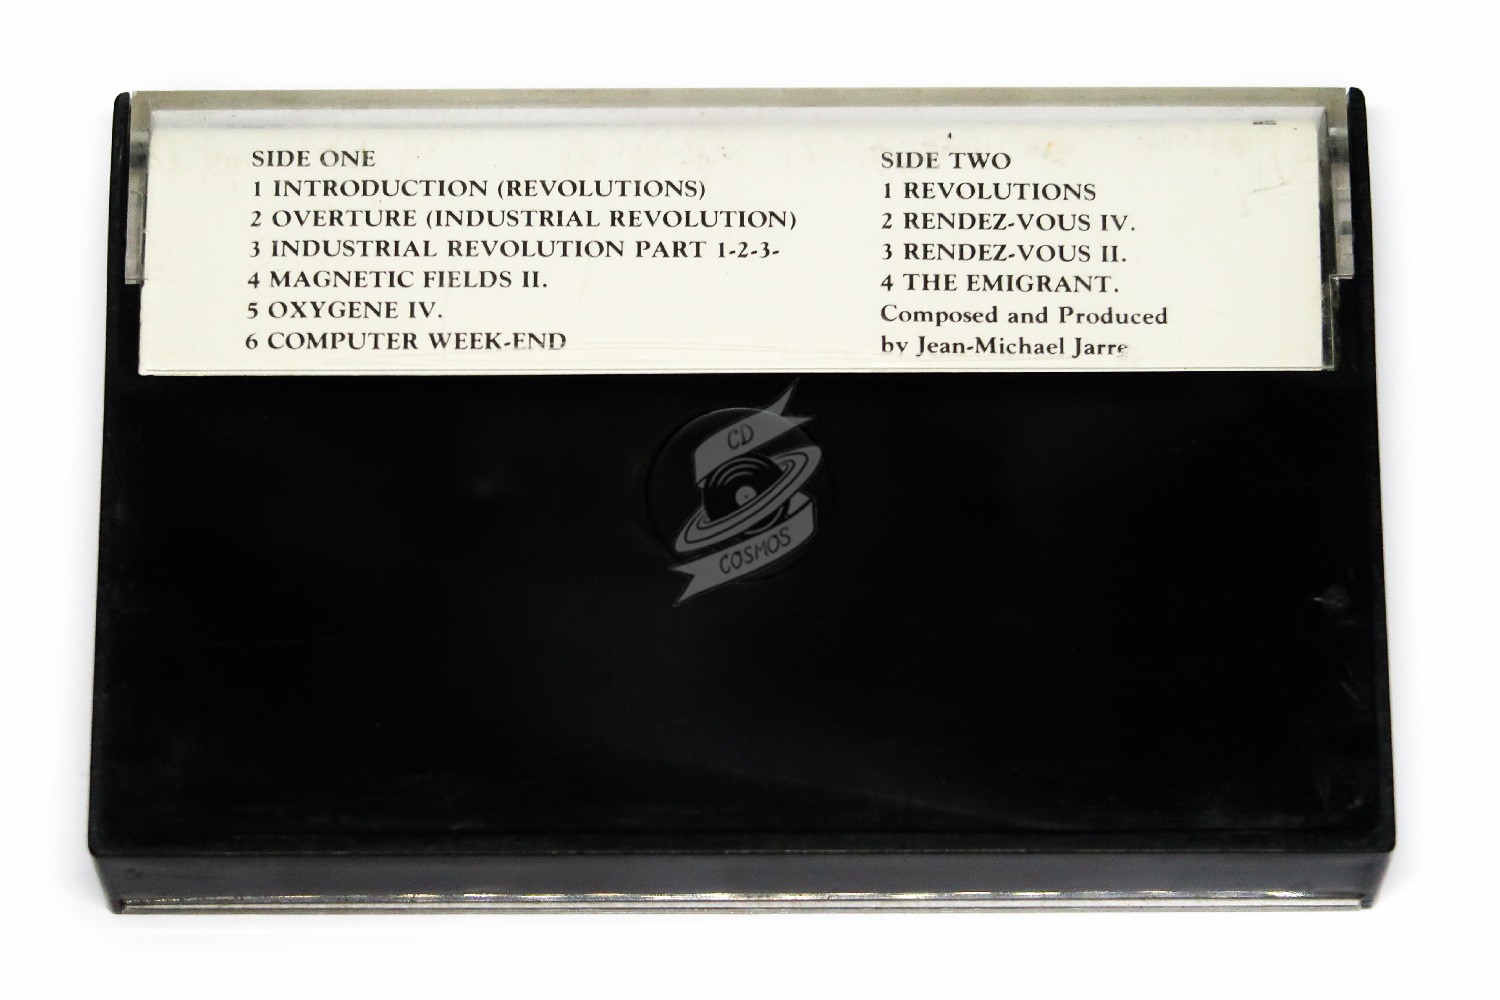 SIDE ONE
1 INTRODUCTION (REVOLUTIONS)
2 OVERTURE (INDUSTRIAL REVOLUTION)
3 INDUSTRIAL REVOLUTION PART 1-2-3-
4 MAGNETIC FIELDS II.
5 OXYGENE IV.
6 COMPUTER WEEK-END
SIDE TWO
1 REVOLUTIONS
2 RENDEZ-VOUS IV.
3 RENDEZ-VOUS II.
4 THE EMIGRANT.
Composed and Produced
by Jean-Michael Jarre
CD
COSMOS